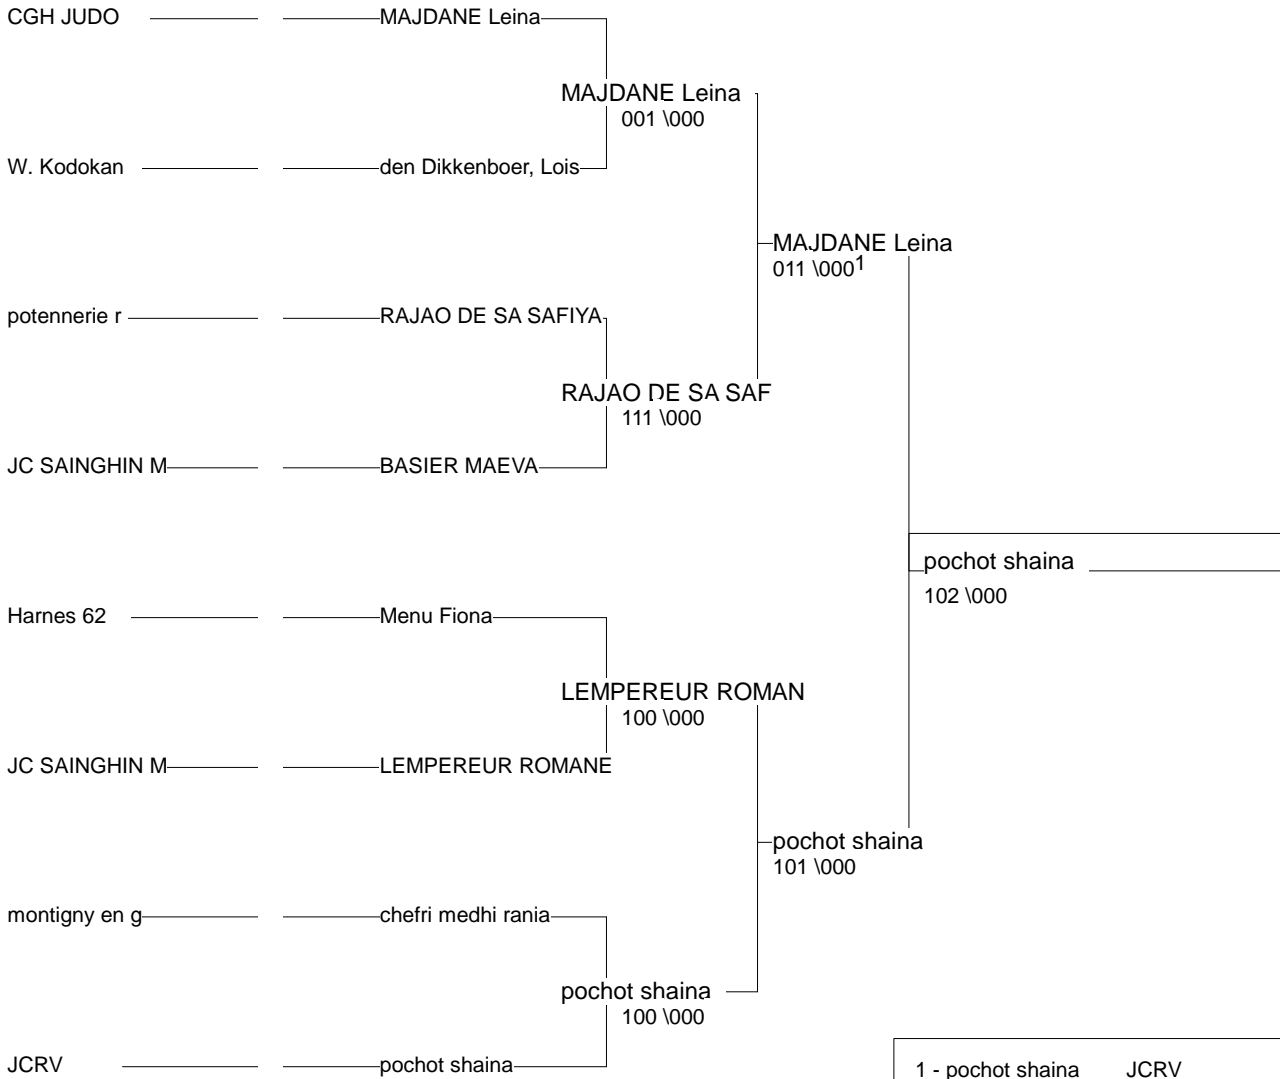 CGH JUDO MAJDANE Leina
MAJDANE Leina
001 \000
W. Kodokan den Dikkenboer, Lois
MAJDANE Leina
011 \000 1
potennerie r RAJAO DE SA SAFIYA
RAJAO DE SA SAF
111 \000
JC SAINGHIN M BASIER MAEVA
pochot shaina
102 \000
Harnes 62 Menu Fiona
LEMPEREUR ROMAN
100 \000
JC SAINGHIN M LEMPEREUR ROMANE
pochot shaina
101 \000
montigny en g chefri medhi rania
pochot shaina
100 \000
JCRV pochot shaina
1 - pochot shaina JCRV